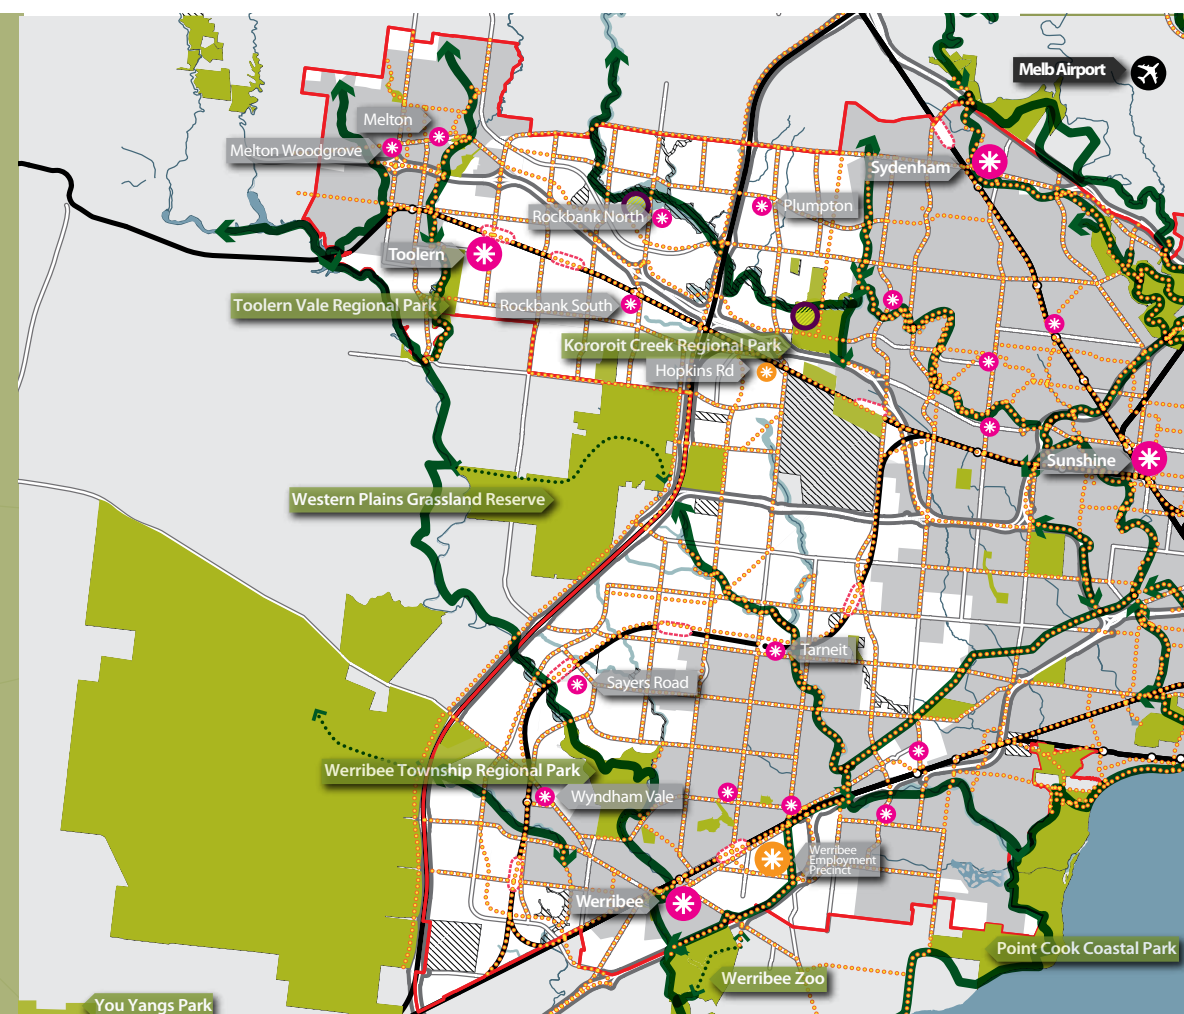 Melb Airport
Melton
Melton Woodgrove
Sydenham
Rockbank North
Plumpton
Toolern
Toolern Vale Regional Park
Rockbank South
Kororoit Creek Regional Park
Hopkins Rd
Sunshine
Western Plains Grassland Reserve
Tarneit
Sayers Road
Werribee Township Regional Park
Wyndham Vale
Werribee
Employment
Precinct
Werribee
Point Cook Coastal Park
Werribee Zoo
You Yangs Park